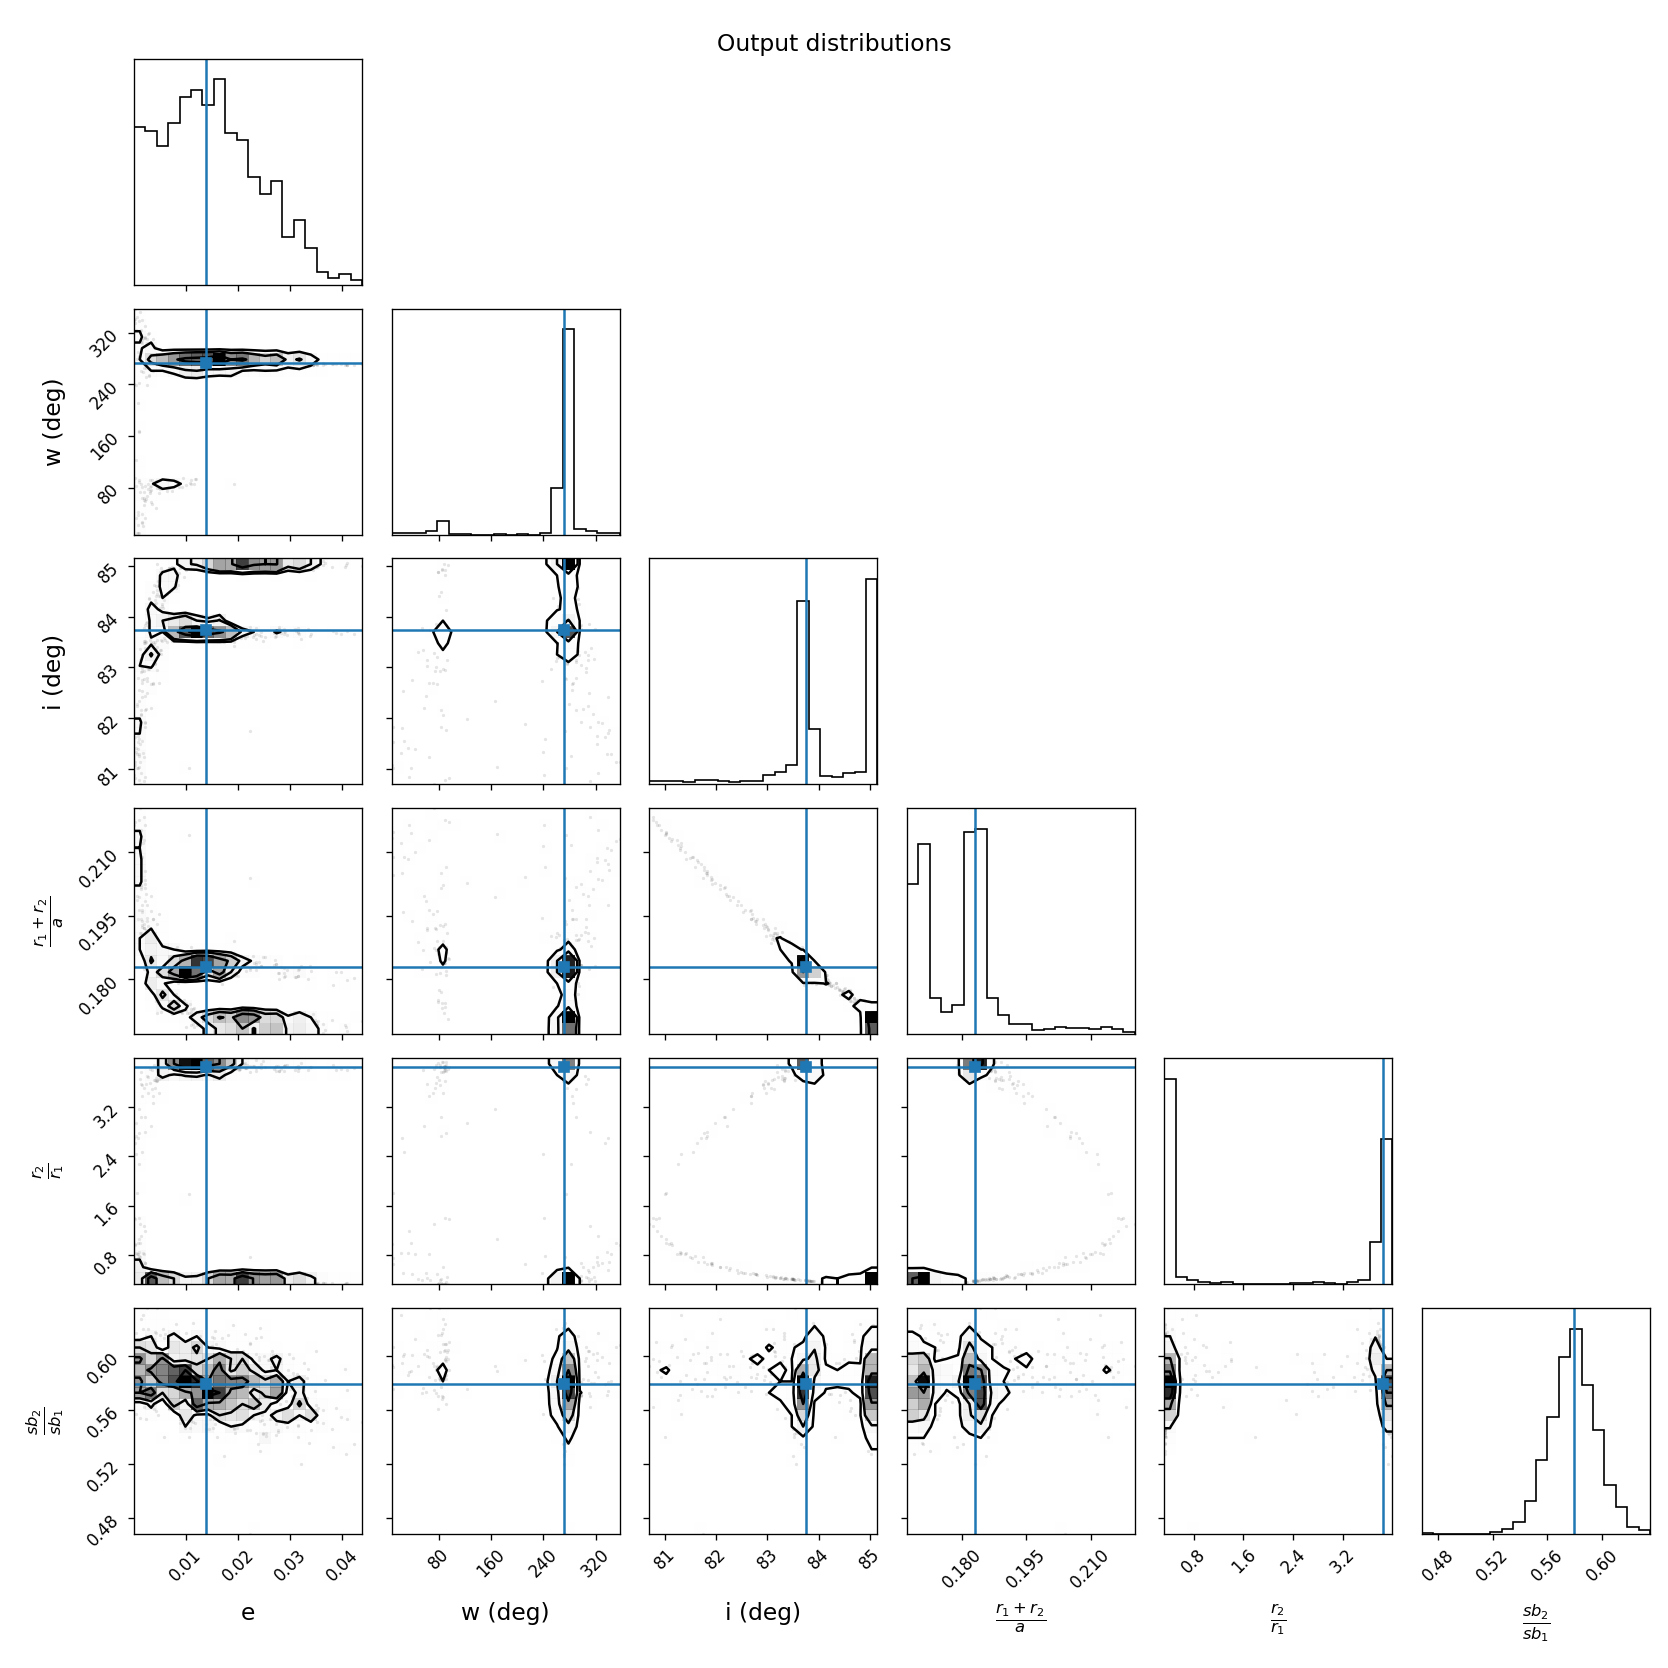 Output distributions
320
240
160
80
w (deg)
85
84
83
82
81
i (deg)
0.210
0.195
0.180
r₁ + r₂
a
3.2
2.4
1.6
0.8
r₂
r₁
0.60
0.56
0.52
0.48
sb₂
sb₁
0.01 0.02 0.03 0.04 80 160 240 320 81 82 83 84 85 0.180 0.195 0.210 0.8 1.6 2.4 3.2 0.48 0.52 0.56 0.60
e
w (deg)
i (deg)
r₁ + r₂
a
r₂
r₁
sb₂
sb₁